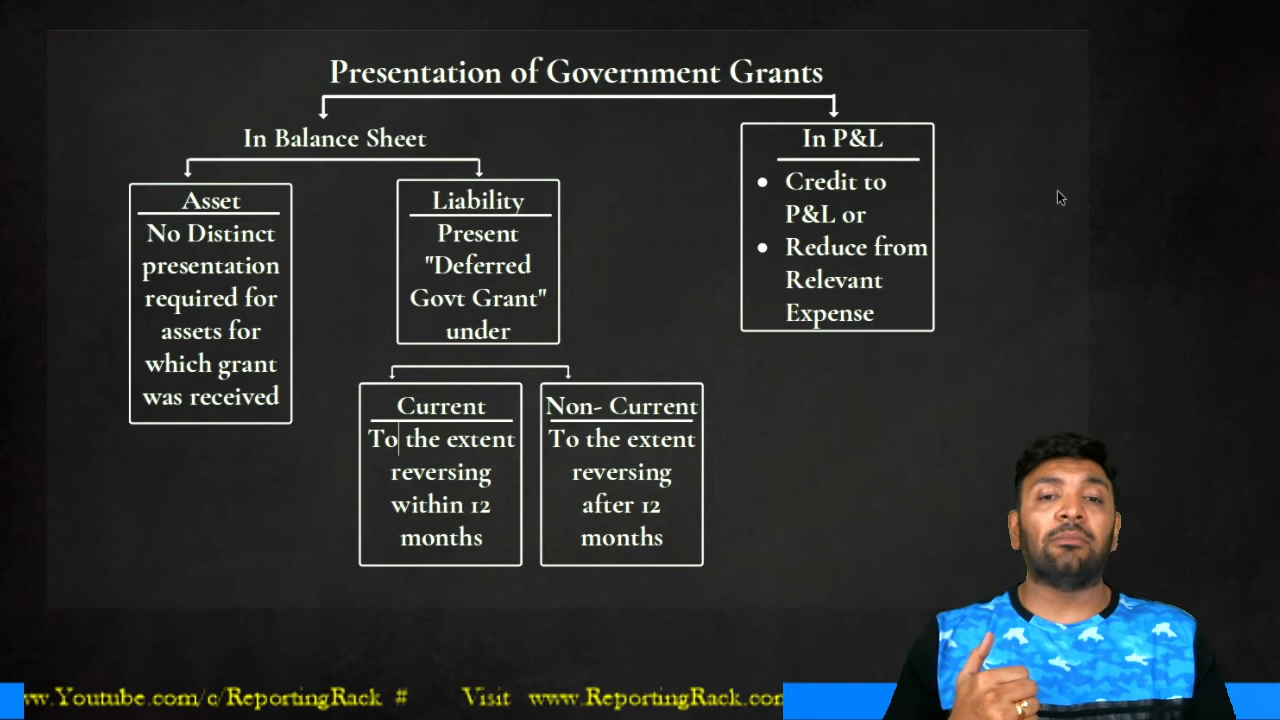 Presentation of Government Grants
In Balance Sheet
Asset
No Distinct
presentation
required for
assets for
which grant
was received
Liability
Present
"Deferred
Govt Grant"
under
Current
To the extent
reversing
within 12
months
Non- Current
To the extent
reversing
after 12
months
In P&L
• Credit to
P&L or
• Reduce from
Relevant
Expense
w.Youtube.com/c/ReportingRack # Visit www.ReportingRack.com